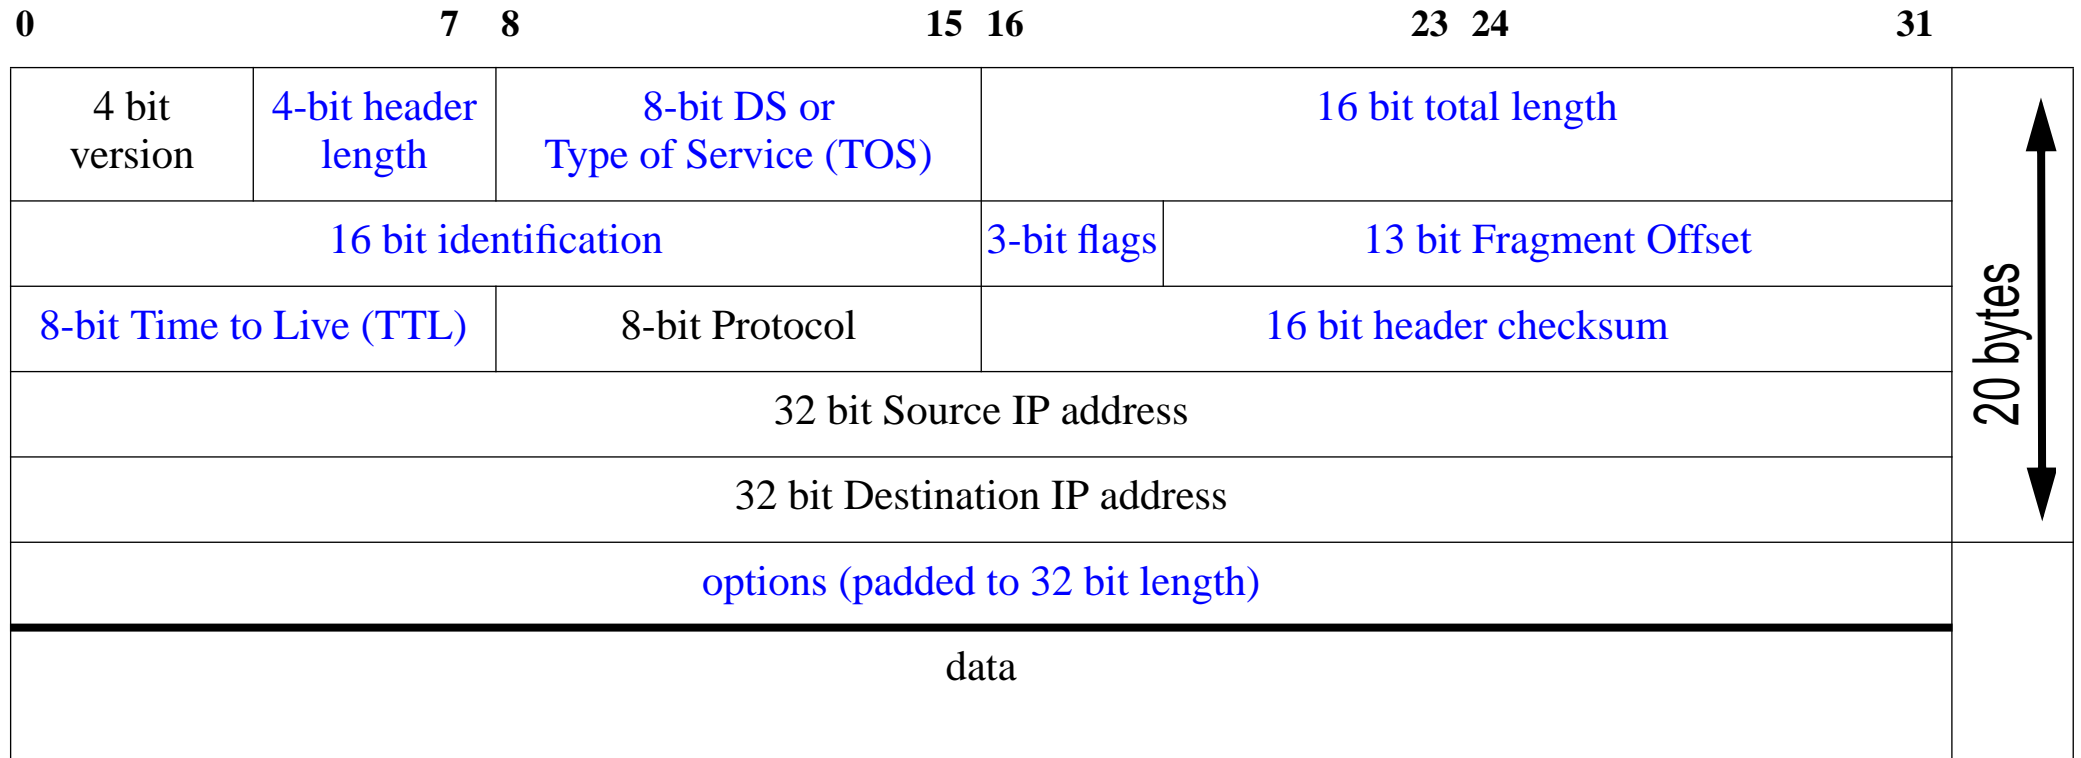 0 7 8 15 16 23 24 31
4 bit
version
4-bit header
length
8-bit DS or
Type of Service (TOS)
16 bit total length
16 bit identification
3-bit flags
13 bit Fragment Offset
8-bit Time to Live (TTL)
8-bit Protocol
16 bit header checksum
32 bit Source IP address
32 bit Destination IP address
20 bytes
options (padded to 32 bit length)
data